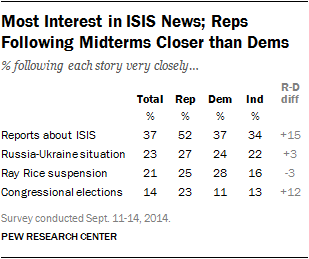 Most Interest in ISIS News; Reps
Following Midterms Closer than Dems
% following each story very closely...
R-D
Total Rep Dem Ind diff
% % % %
Reports about ISIS 37 52 37 34 +15
Russia-Ukraine situation 23 27 24 22 +3
Ray Rice suspension 21 25 28 16 -3
Congressional elections 14 23 11 13 +12
Survey conducted Sept. 11-14, 2014.
PEW RESEARCH CENTER